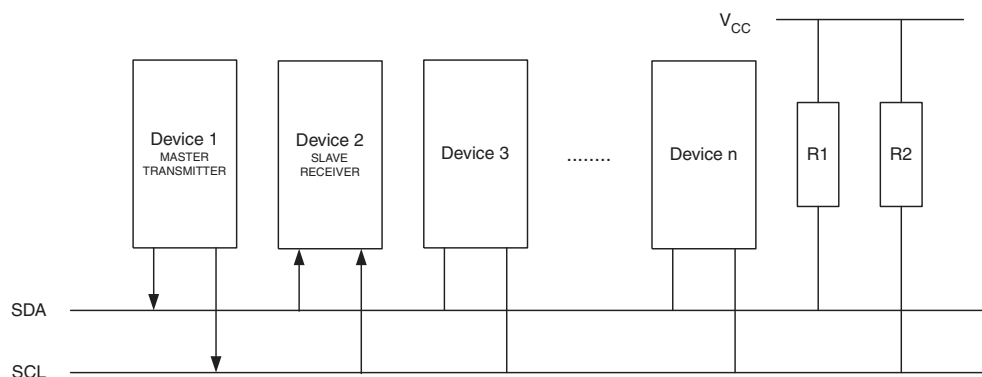 VCC
Device 1
MASTER
TRANSMITTER
Device 2
SLAVE
RECEIVER
Device 3
........
Device n
R1
R2
SDA
SCL